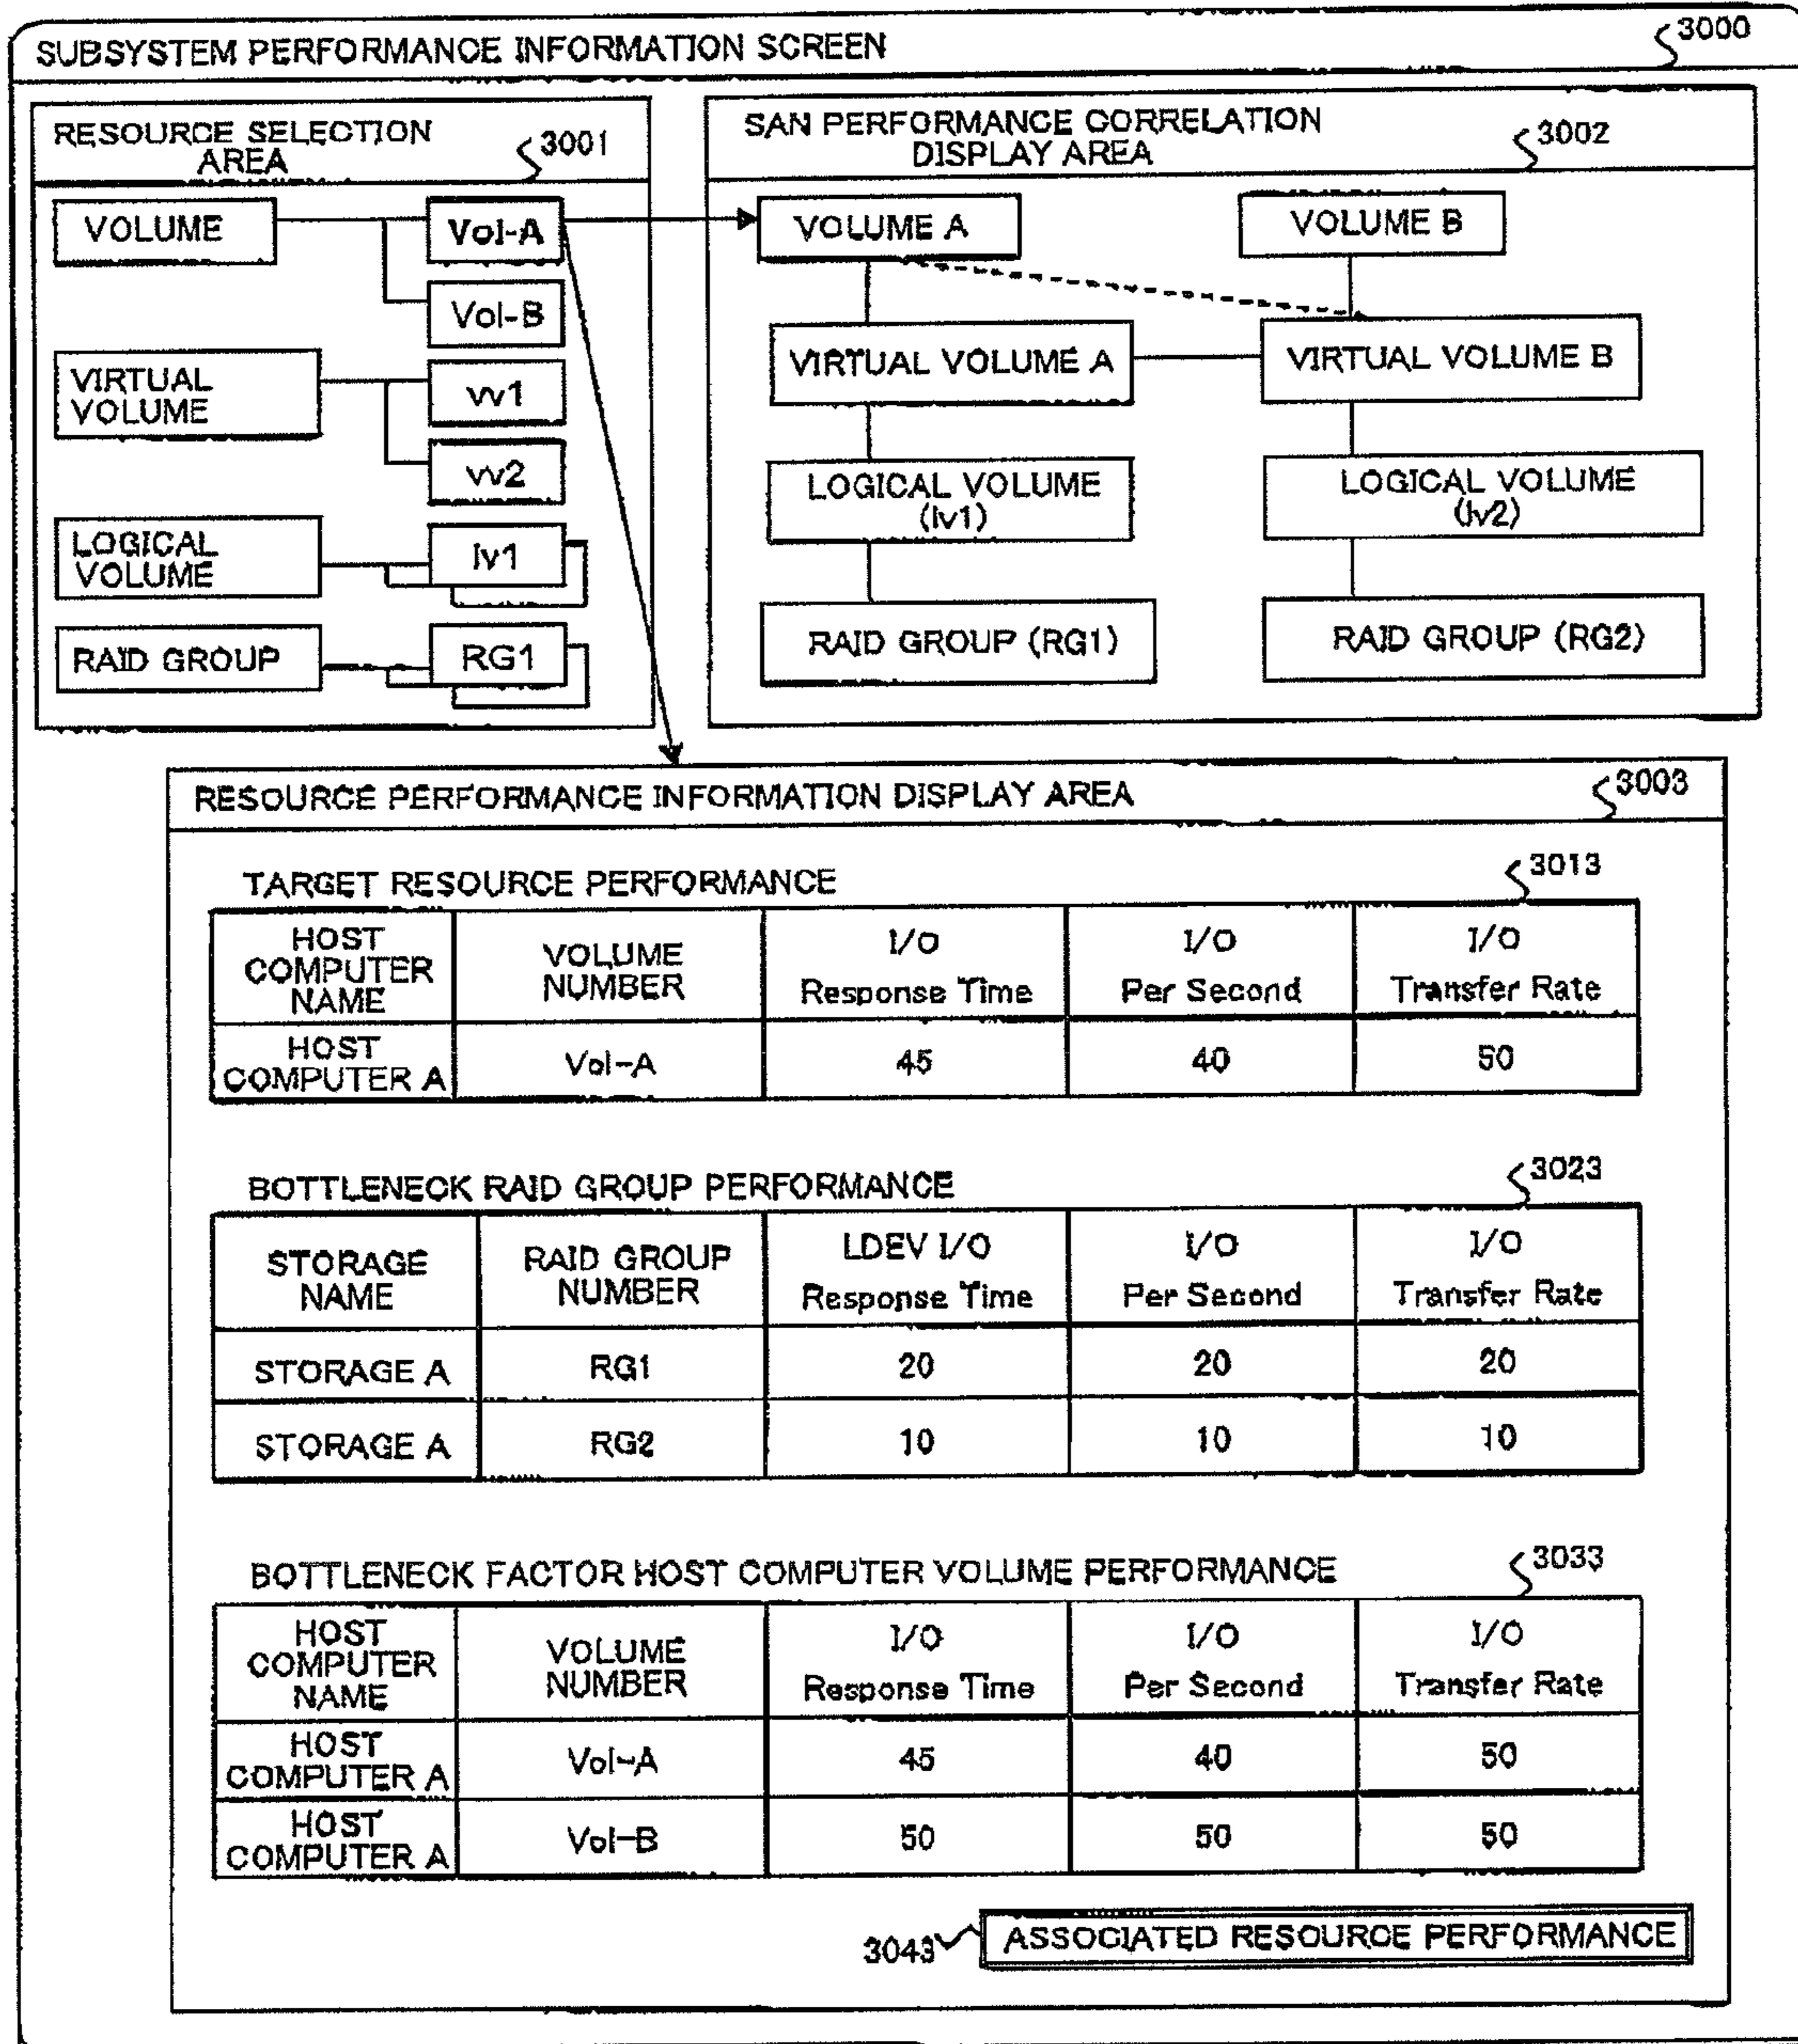 SUBSYSTEM PERFORMANCE INFORMATION SCREEN
3000
RESOURCE SELECTION
AREA
3001
VOLUME
Vol-A
Vol-B
VIRTUAL
VOLUME
vv1
vv2
LOGICAL
VOLUME
lv1
RAID GROUP
RG1
SAN PERFORMANCE CORRELATION
DISPLAY AREA
3002
VOLUME A
VOLUME B
VIRTUAL VOLUME A
VIRTUAL VOLUME B
LOGICAL VOLUME
(lv1)
LOGICAL VOLUME
(lv2)
RAID GROUP (RG1)
RAID GROUP (RG2)
RESOURCE PERFORMANCE INFORMATION DISPLAY AREA
3003
TARGET RESOURCE PERFORMANCE
3013
HOST
COMPUTER
NAME
VOLUME
NUMBER
I/O
Response Time
I/O
Per Second
I/O
Transfer Rate
HOST
COMPUTER A
Vol-A
45
40
50
BOTTLENECK RAID GROUP PERFORMANCE
3023
STORAGE
NAME
RAID GROUP
NUMBER
LDEV I/O
Response Time
I/O
Per Second
I/O
Transfer Rate
STORAGE A
RG1
20
20
20
STORAGE A
RG2
10
10
10
BOTTLENECK FACTOR HOST COMPUTER VOLUME PERFORMANCE
3033
HOST
COMPUTER
NAME
VOLUME
NUMBER
I/O
Response Time
I/O
Per Second
I/O
Transfer Rate
HOST
COMPUTER A
Vol-A
45
40
50
HOST
COMPUTER A
Vol-B
50
50
50
3043
ASSOCIATED RESOURCE PERFORMANCE